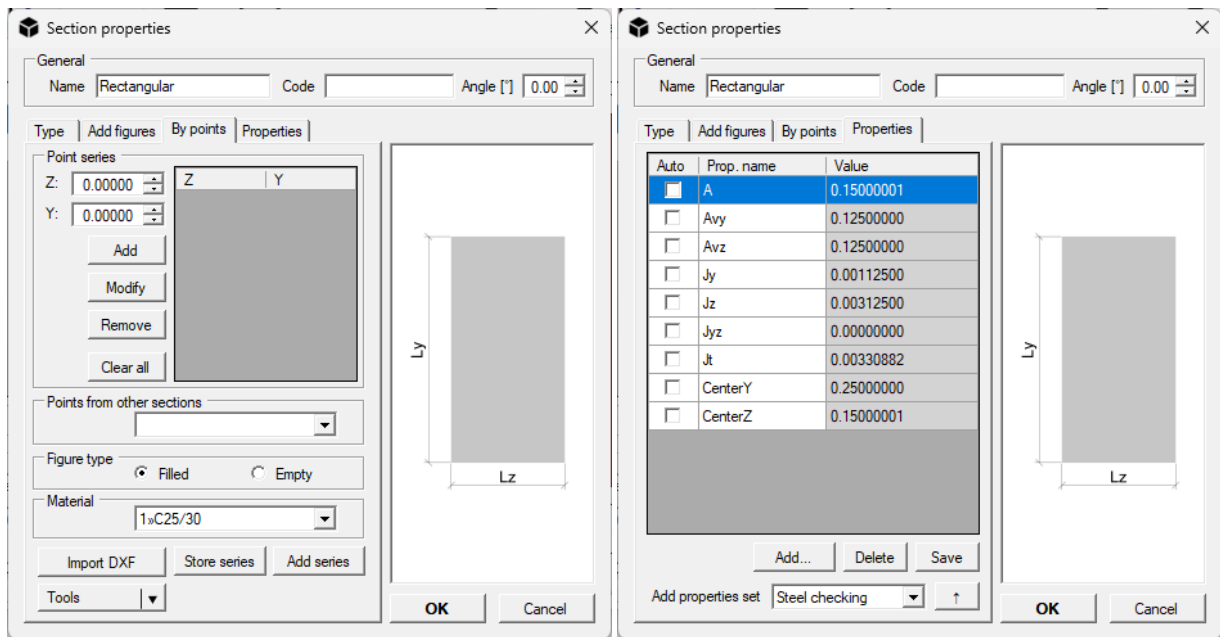 Section properties
General
Name Rectangular Code Angle [°] 0.00
Type Add figures By points Properties
Point series
Z: 0.00000 Z Y
Y: 0.00000
Add
Modify
Remove
Clear all
Points from other sections
Figure type
Filled Empty
Material
1»C25/30
Import DXF Store series Add series
Tools
Ly
Lz
OK Cancel
Section properties
General
Name Rectangular Code Angle [°] 0.00
Type Add figures By points Properties
Auto Prop. name Value
A 0.15000001
Avy 0.12500000
Avz 0.12500000
Jy 0.00112500
Jz 0.00312500
Jyz 0.00000000
Jt 0.00330882
CenterY 0.25000000
CenterZ 0.15000001
Add... Delete Save
Add properties set Steel checking ↑
Ly
Lz
OK Cancel